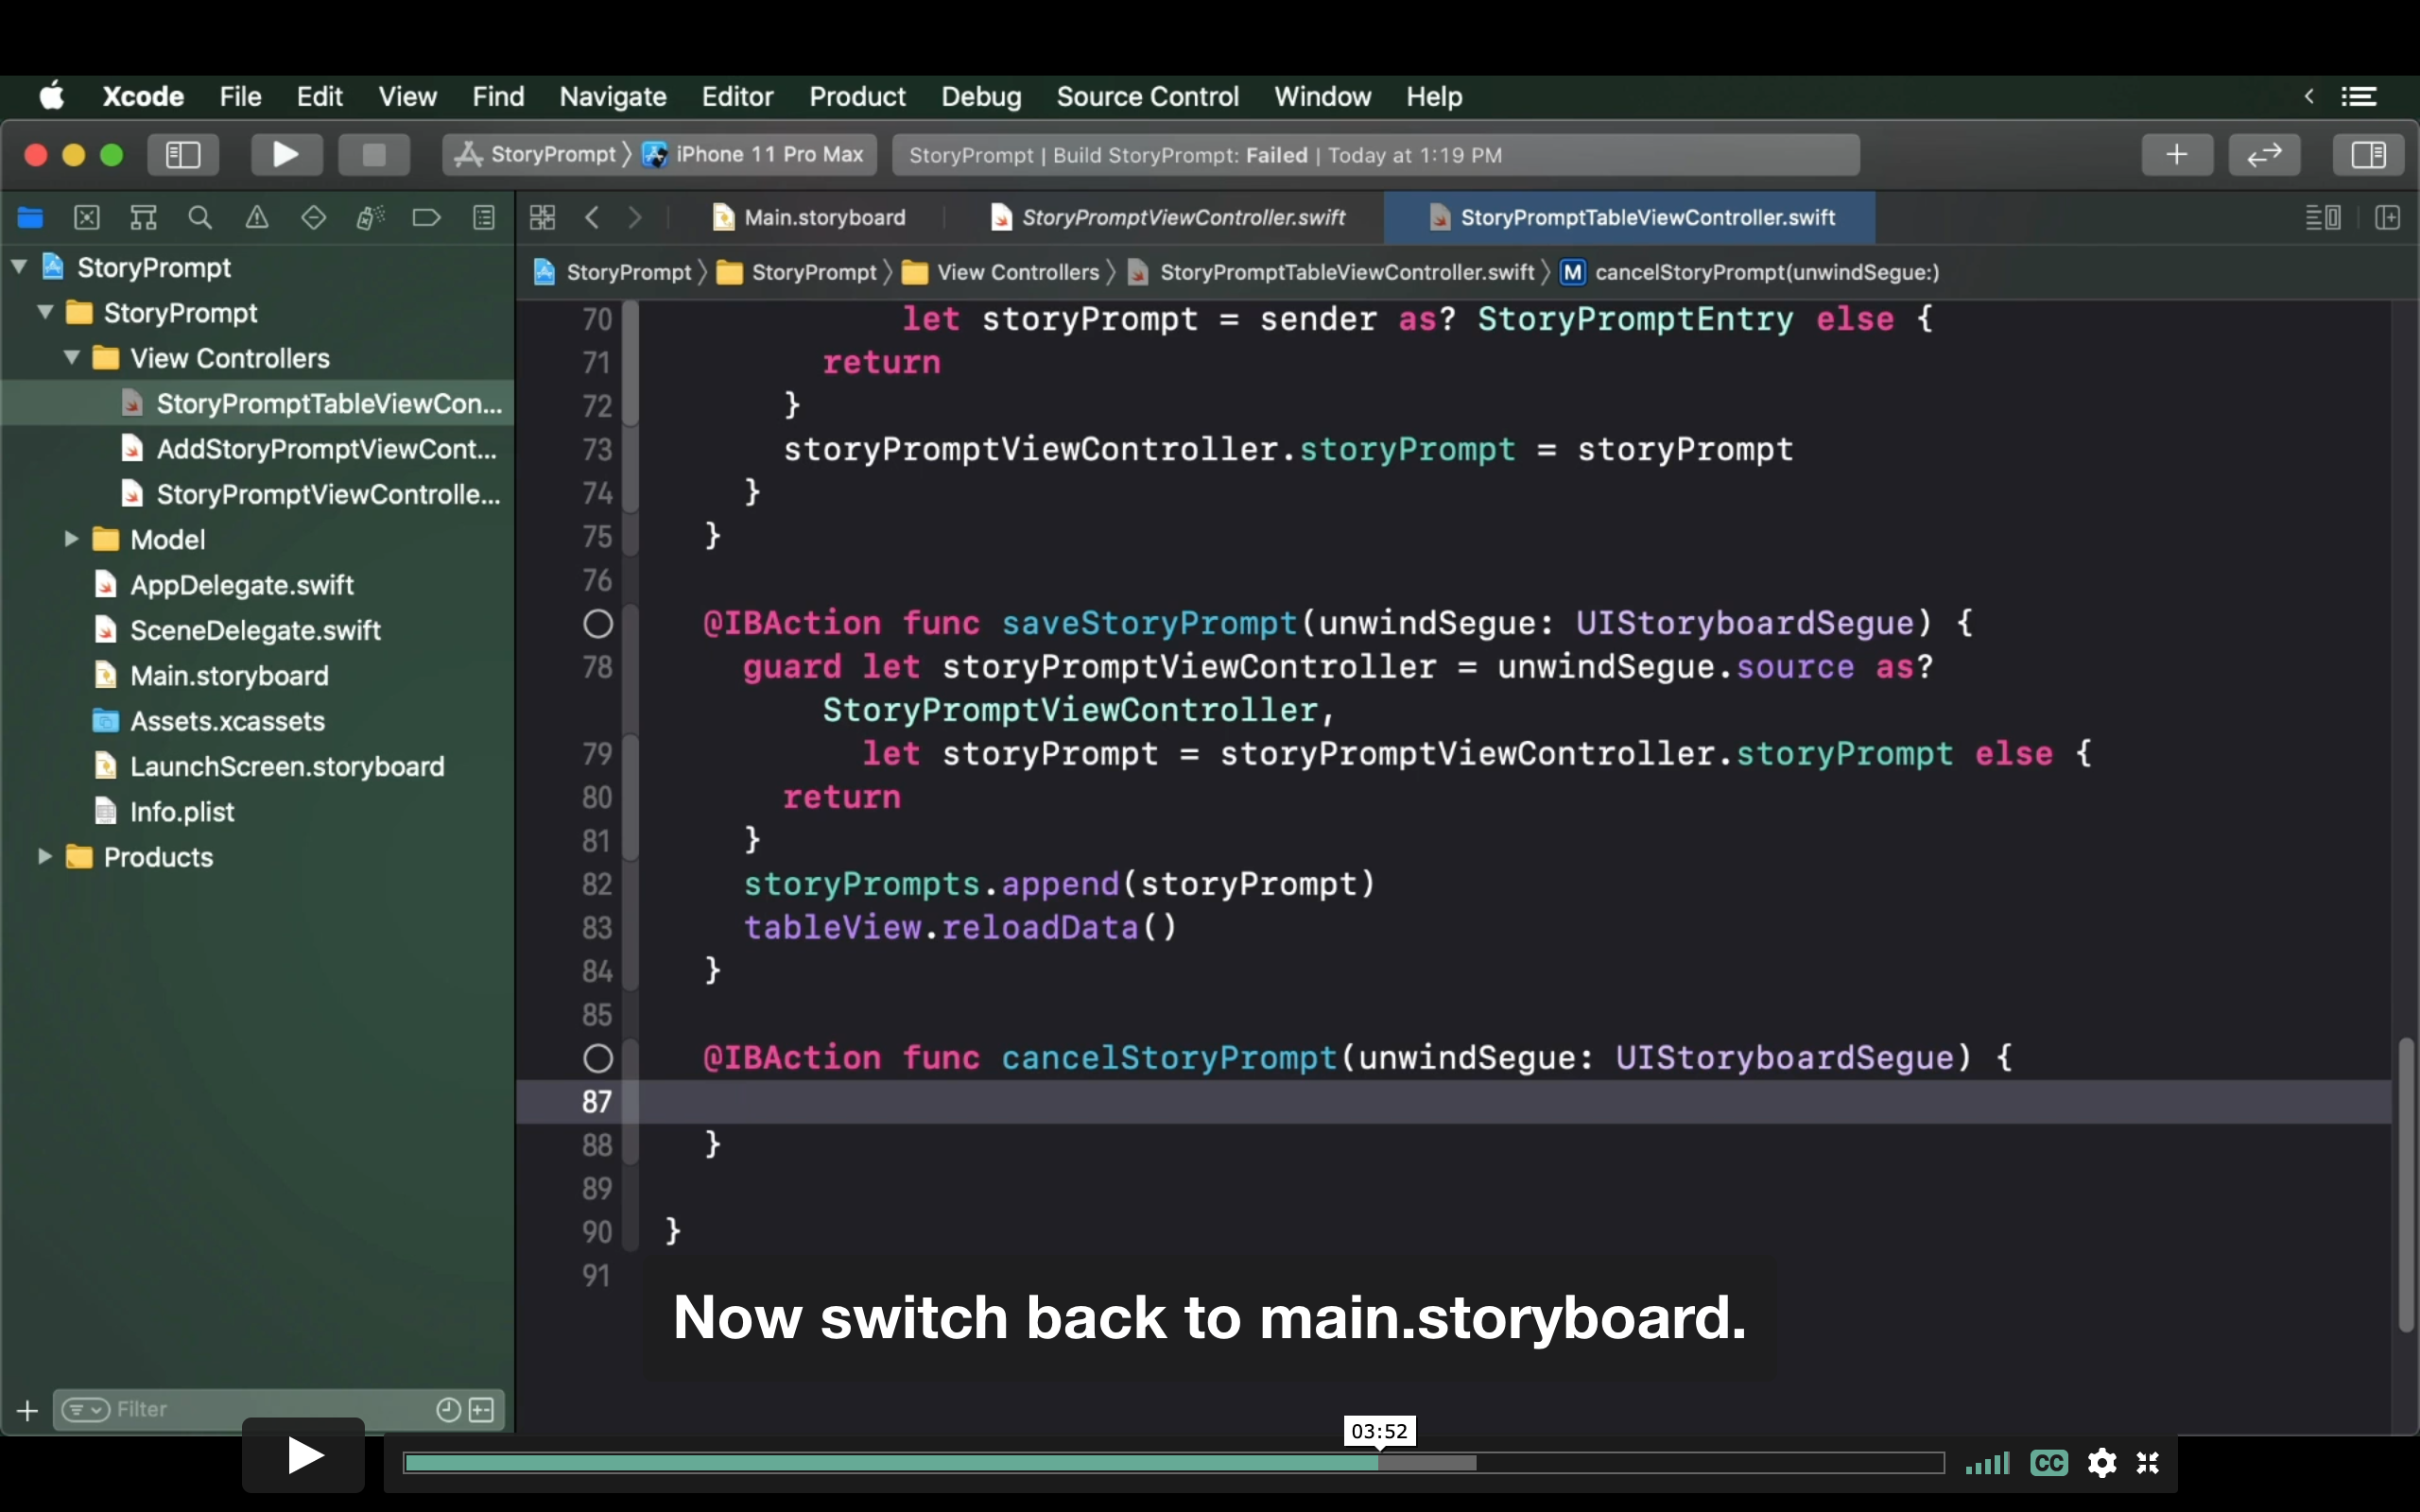 Xcode File Edit View Find Navigate Editor Product Debug Source Control Window Help
StoryPrompt iPhone 11 Pro Max StoryPrompt | Build StoryPrompt: Failed | Today at 1:19 PM
Main.storyboard StoryPromptViewController.swift StoryPromptTableViewController.swift
StoryPrompt StoryPrompt View Controllers StoryPromptTableViewController.swift M cancelStoryPrompt(unwindSegue:)
StoryPrompt
StoryPrompt
View Controllers
StoryPromptTableViewCon...
AddStoryPromptViewCont...
StoryPromptViewControlle...
Model
AppDelegate.swift
SceneDelegate.swift
Main.storyboard
Assets.xcassets
LaunchScreen.storyboard
Info.plist
Products
Filter
70 let storyPrompt = sender as? StoryPromptEntry else {
71 return
72 }
73 storyPromptViewController.storyPrompt = storyPrompt
74 }
75 }
76
@IBAction func saveStoryPrompt(unwindSegue: UIStoryboardSegue) {
78 guard let storyPromptViewController = unwindSegue.source as?
StoryPromptViewController,
79 let storyPrompt = storyPromptViewController.storyPrompt else {
80 return
81 }
82 storyPrompts.append(storyPrompt)
83 tableView.reloadData()
84 }
85
@IBAction func cancelStoryPrompt(unwindSegue: UIStoryboardSegue) {
87
88 }
89
90 }
91
Now switch back to main.storyboard.
03:52
CC